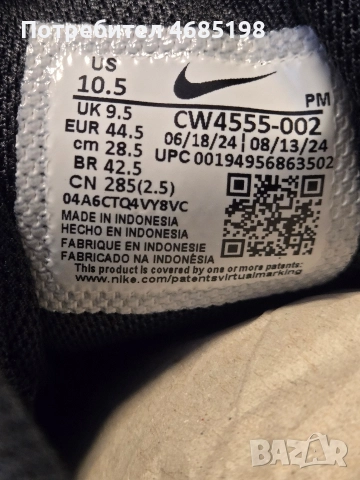 Потребител 4685194
US
10.5
PM
UK 9.5
CW4555-002
EUR 44.5
06/18/24 | 08/13/24
cm 28.5
UPC 00194956863502
BR 42.5
CN 285(2.5)
04A6CTQ4VY8VC
MADE IN INDONESIA
HECHO EN INDONESIA
FABRIQUE EN INDONESIE
FABRICADO NA INDONÉSIA
This product is covered by one or more patents. See
www.nike.com/patentsvirtualmarking
bazar
БГ